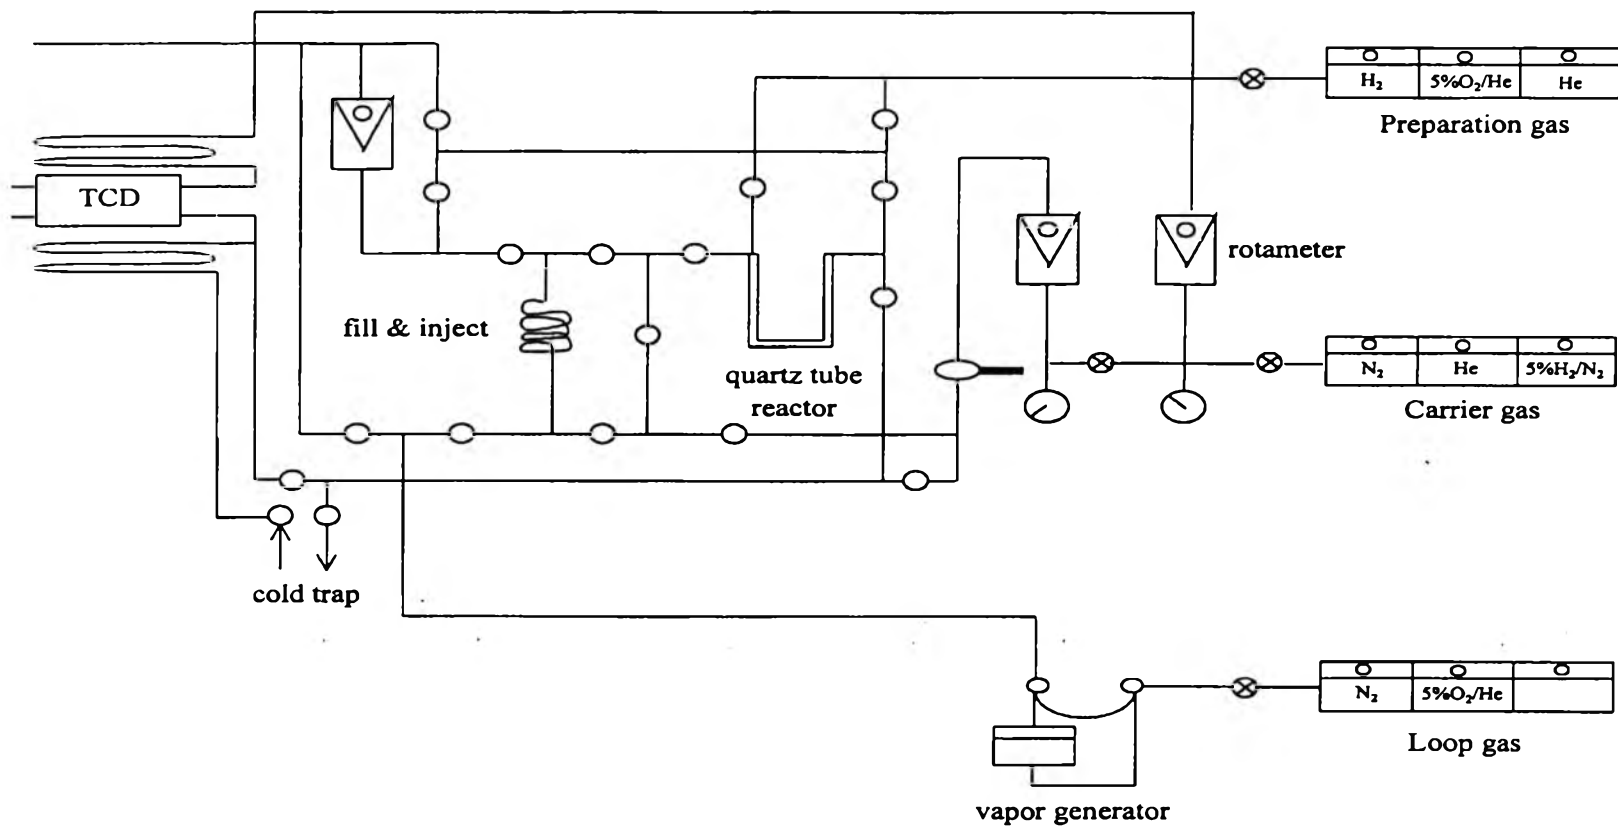 H₂ 5%O₂/He He
Preparation gas
TCD
rotameter
fill & inject
quartz tube
reactor
N₂ He 5%H₂/N₂
Carrier gas
cold trap
N₂ 5%O₂/He
Loop gas
vapor generator